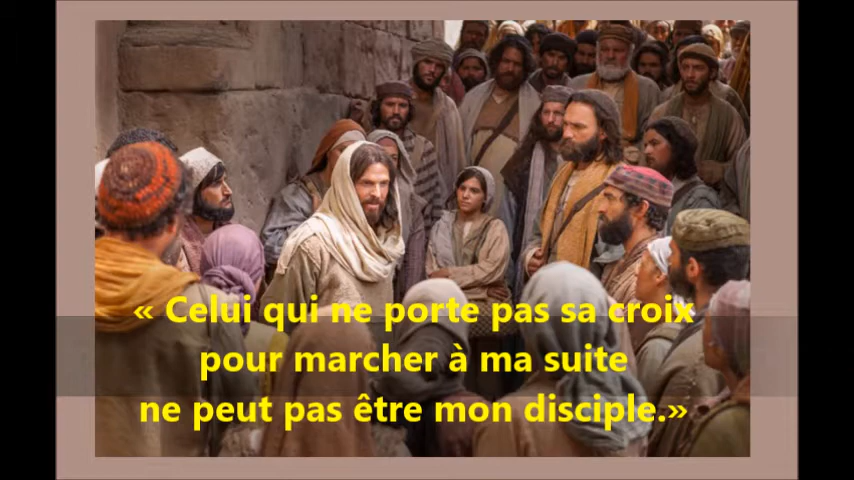 « Celui qui ne porte pas sa croix
pour marcher à ma suite
ne peut pas être mon disciple.»